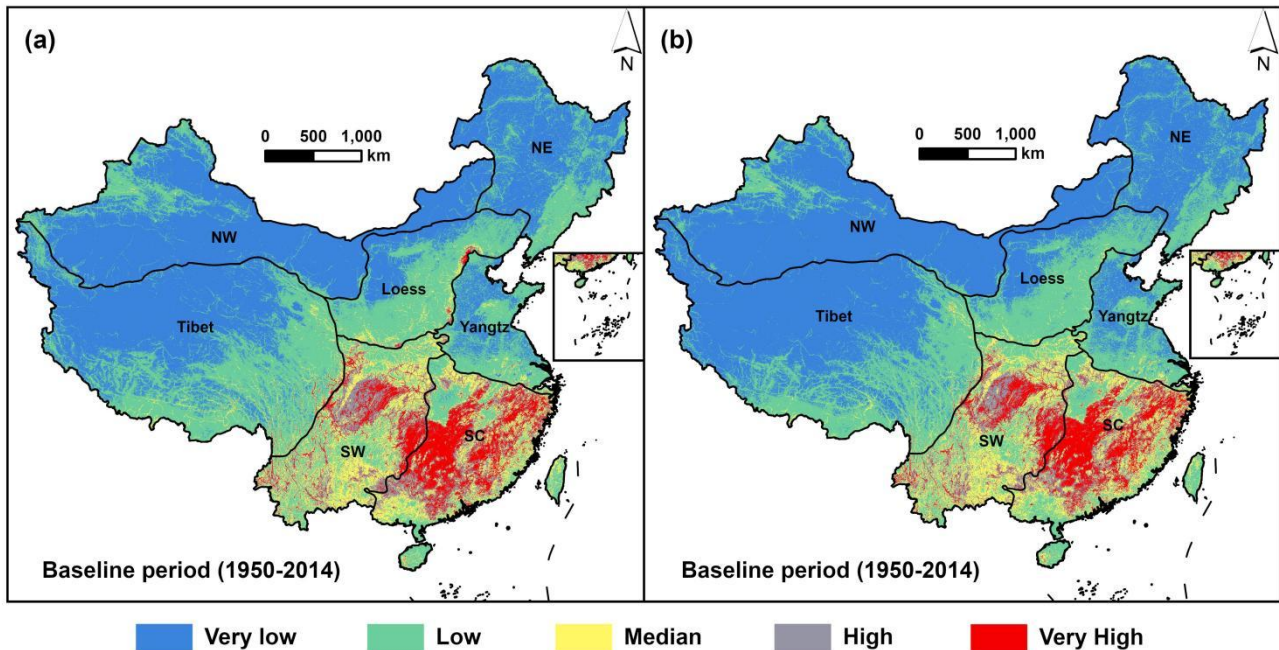 (a)
N
0 500 1,000
km
NE
NW
Loess
Tibet
Yangtz
SW
SC
Baseline period (1950-2014)
(b)
N
0 500 1,000
km
NE
NW
Loess
Tibet
Yangtz
SW
SC
Baseline period (1950-2014)
Very low Low Median High Very High